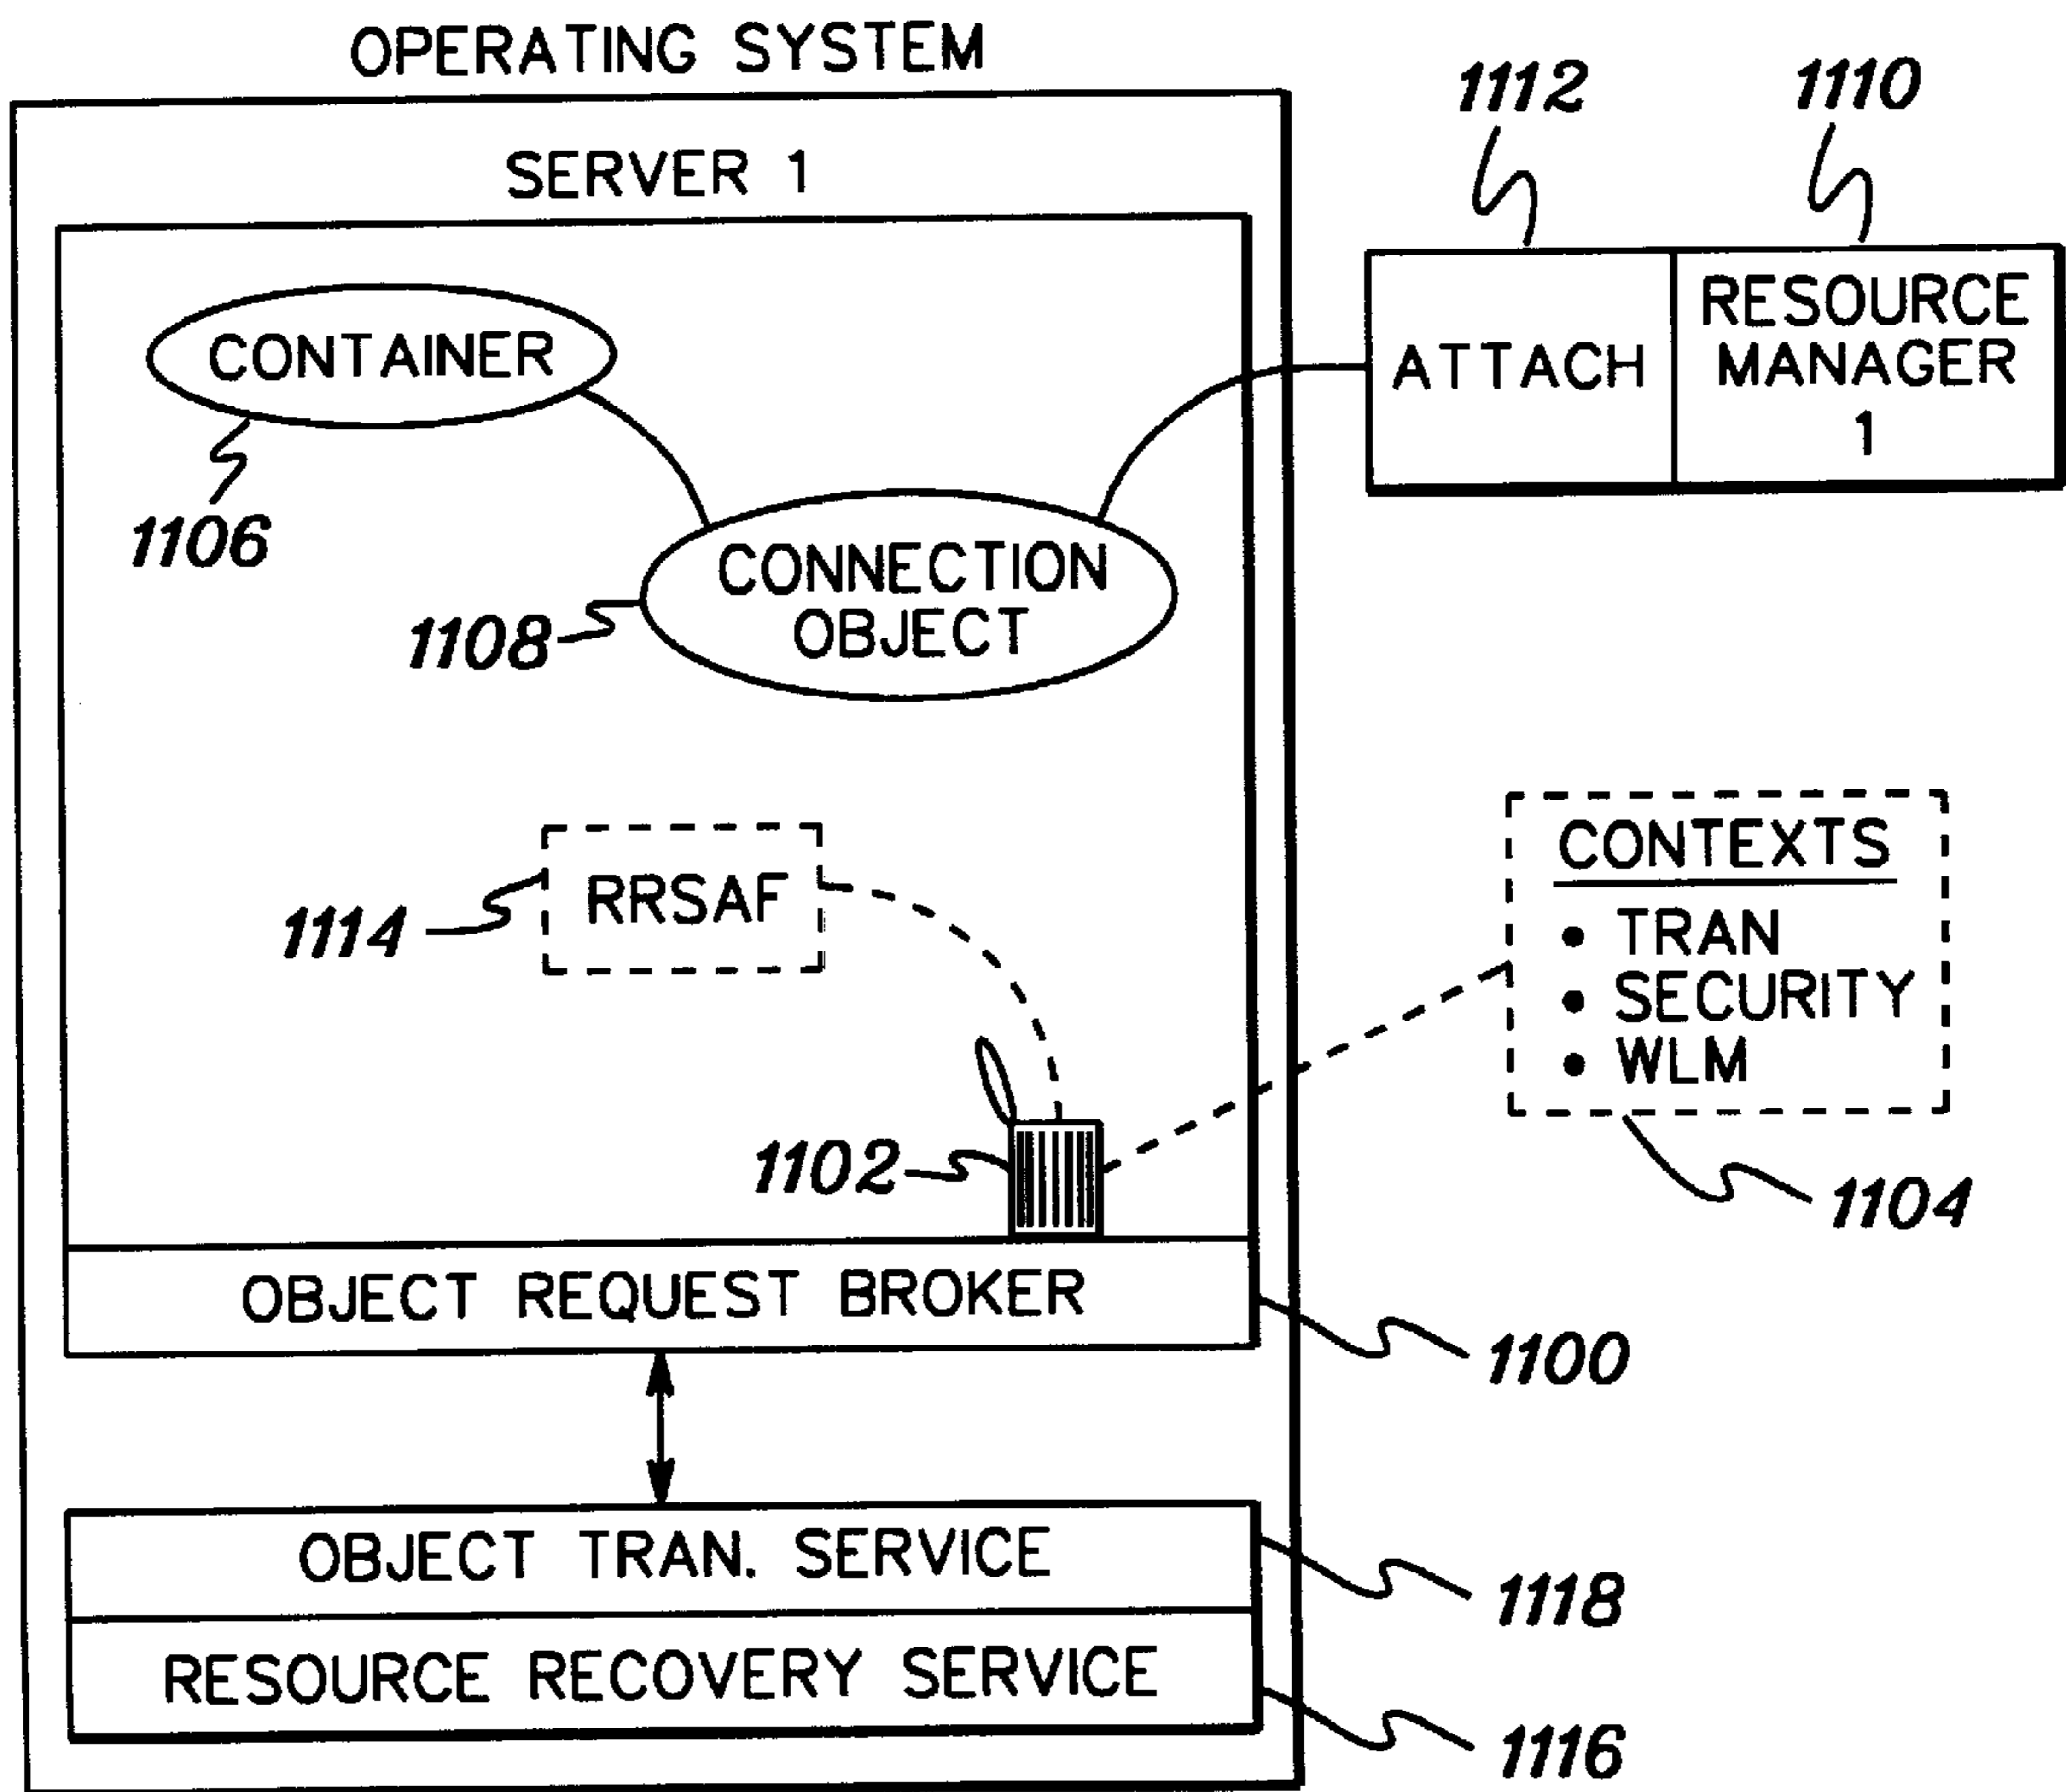 OPERATING SYSTEM
1112
1110
SERVER 1
CONTAINER
ATTACH
RESOURCE
MANAGER
1
1106
CONNECTION
OBJECT
1108
RRSAF
1114
CONTEXTS
• TRAN
• SECURITY
• WLM
1102
1104
OBJECT REQUEST BROKER
1100
OBJECT TRAN. SERVICE
1118
RESOURCE RECOVERY SERVICE
1116